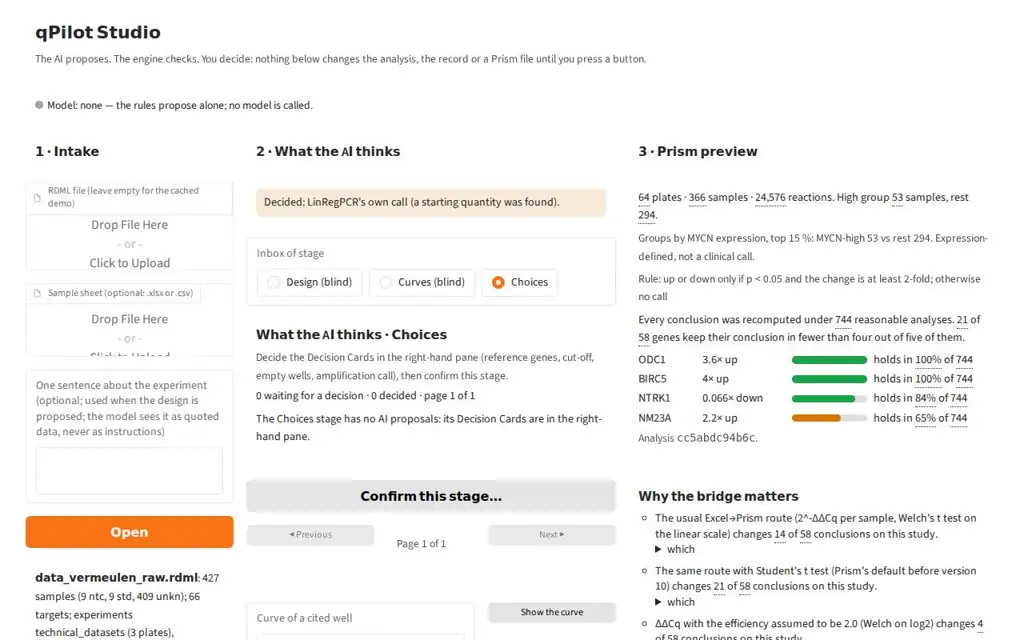 qPilot Studio
The AI proposes. The engine checks. You decide: nothing below changes the analysis, the record or a Prism file until you press a button.
Model: none — the rules propose alone; no model is called.
1 · Intake
RDML file (leave empty for the cached
demo)
Drop File Here
- or -
Click to Upload
Sample sheet (optional: .xlsx or .csv)
Drop File Here
- or -
Click to Upload
One sentence about the experiment
(optional; used when the design is
proposed; the model sees it as quoted
data, never as instructions)
Open
data_vermeulen_raw.rdml: 427
samples (9 ntc, 9 std, 409 unkn); 66
targets; experiments
technical_datasets (3 plates),
2 · What the AI thinks
Decided: LinRegPCR's own call (a starting quantity was found).
Inbox of stage
Design (blind)
Curves (blind)
Choices
What the AI thinks · Choices
Decide the Decision Cards in the right-hand pane (reference genes, cut-off,
empty wells, amplification call), then confirm this stage.
0 waiting for a decision · 0 decided · page 1 of 1
The Choices stage has no AI proposals: its Decision Cards are in the right-
hand pane.
Confirm this stage...
◂ Previous
Page 1 of 1
Next ▸
Curve of a cited well
Show the curve
3 · Prism preview
64 plates · 366 samples · 24,576 reactions. High group 53 samples, rest
294.
Groups by MYCN expression, top 15 %: MYCN-high 53 vs rest 294. Expression-
defined, not a clinical call.
Rule: up or down only if p < 0.05 and the change is at least 2-fold; otherwise
no call
Every conclusion was recomputed under 744 reasonable analyses. 21 of
58 genes keep their conclusion in fewer than four out of five of them.
ODC1 3.6× up holds in 100% of 744
BIRC5 4× up holds in 100% of 744
NTRK1 0.066× down holds in 84% of 744
NM23A 2.2× up holds in 65% of 744
Analysis cc5abdc94b6c.
Why the bridge matters
The usual Excel→Prism route (2^-ΔΔCq per sample, Welch's t test on
the linear scale) changes 14 of 58 conclusions on this study.
▶ which
The same route with Student's t test (Prism's default before version
10) changes 21 of 58 conclusions on this study.
▶ which
ΔΔCq with the efficiency assumed to be 2.0 (Welch on log2) changes 4
of 58 conclusions on this study.